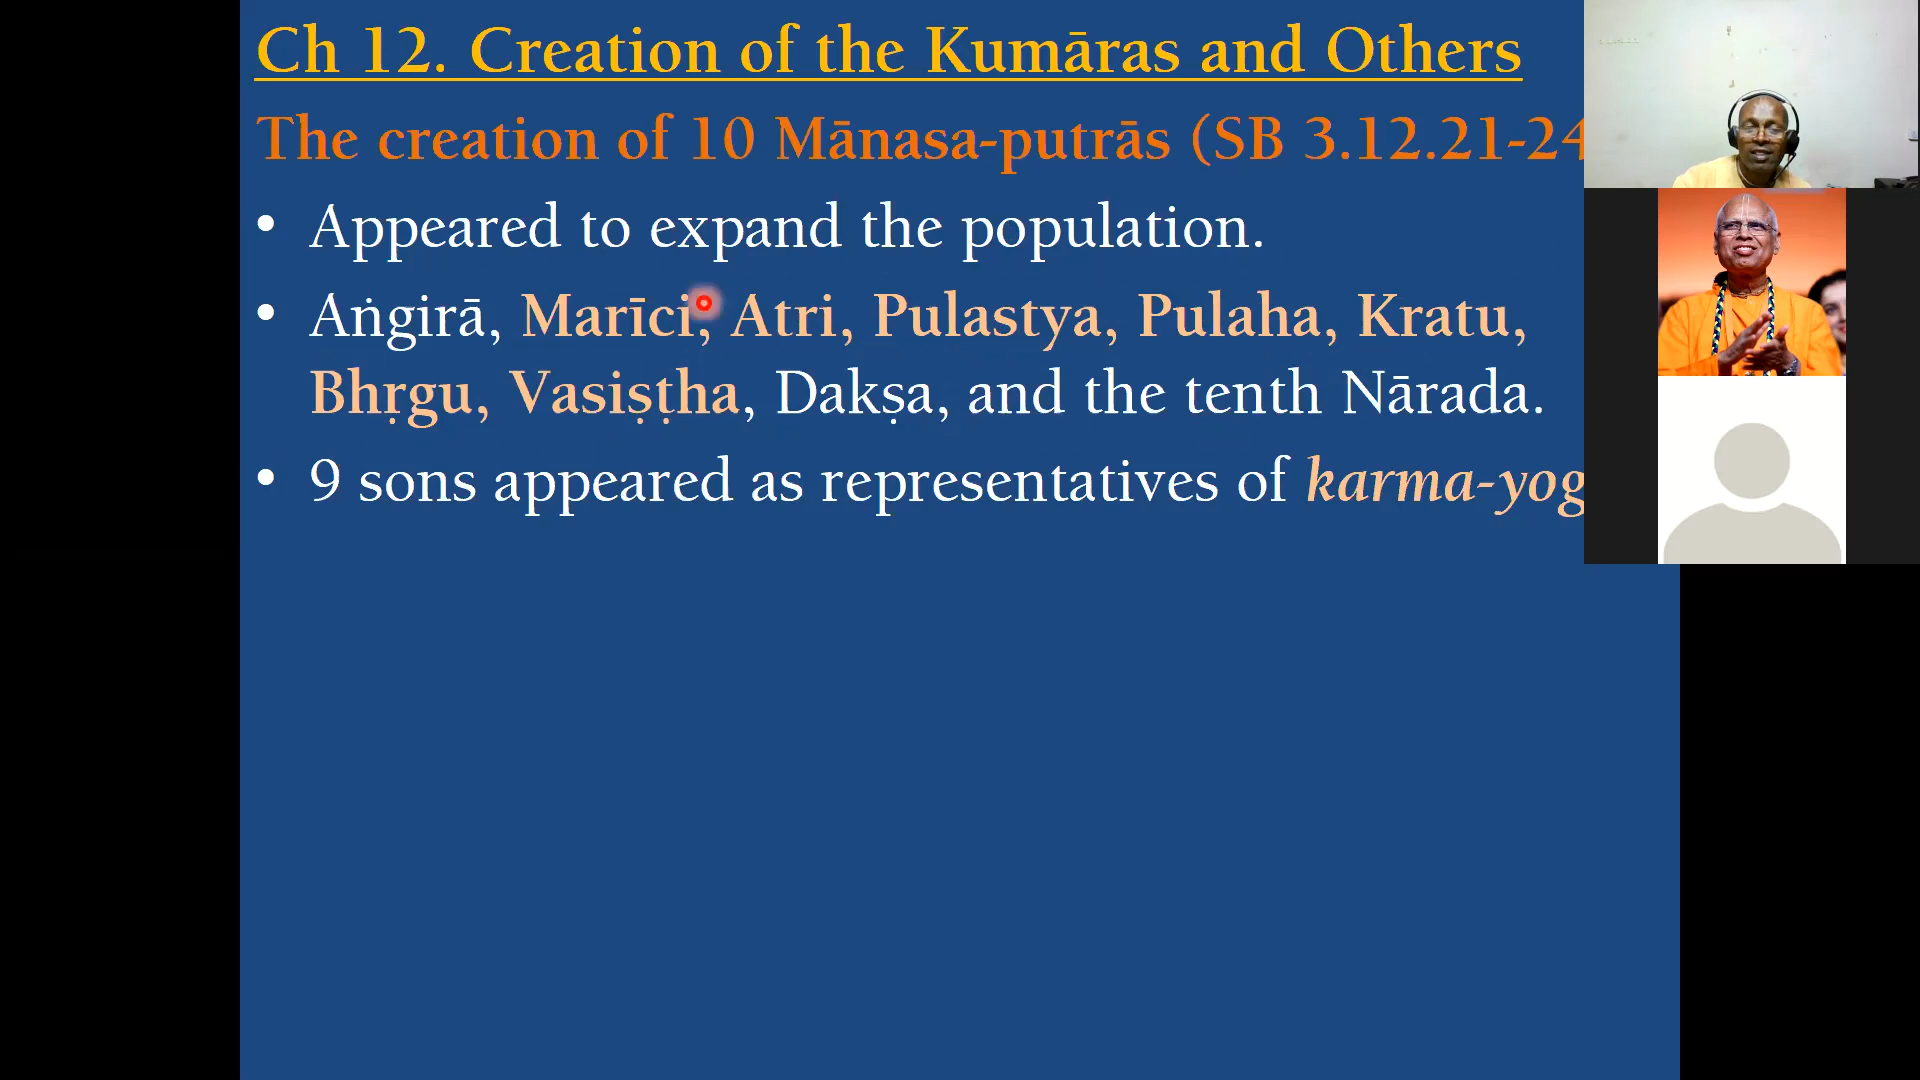 Ch 12. Creation of the Kumāras and Others
The creation of 10 Mānasa-putrās (SB 3.12.21-24
• Appeared to expand the population.
• Aṅgirā, Marīci, Atri, Pulastya, Pulaha, Kratu,
Bhṛgu, Vasiṣṭha, Dakṣa, and the tenth Nārada.
• 9 sons appeared as representatives of karma-yog